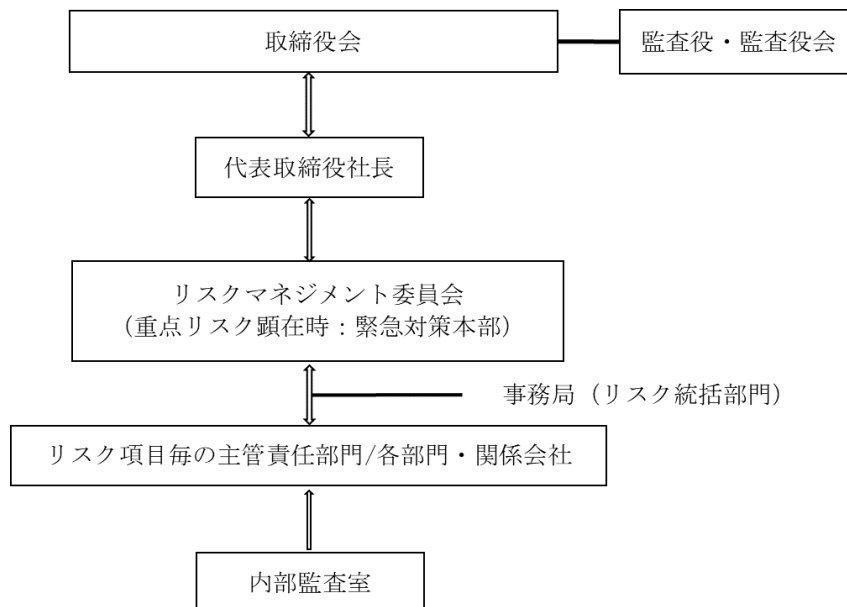 取締役会
監査役・監査役会
代表取締役社長
リスクマネジメント委員会
（重点リスク顕在時：緊急対策本部）
事務局（リスク統括部門）
リスク項目毎の主管責任部門/各部門・関係会社
内部監査室